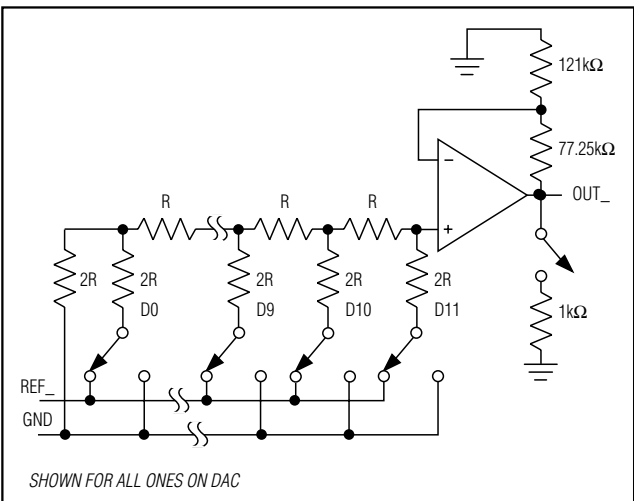 121kΩ
77.25kΩ
OUT_
R R R
− +
2R 2R 2R 2R 2R
D0 D9 D10 D11
1kΩ
REF_
GND
SHOWN FOR ALL ONES ON DAC